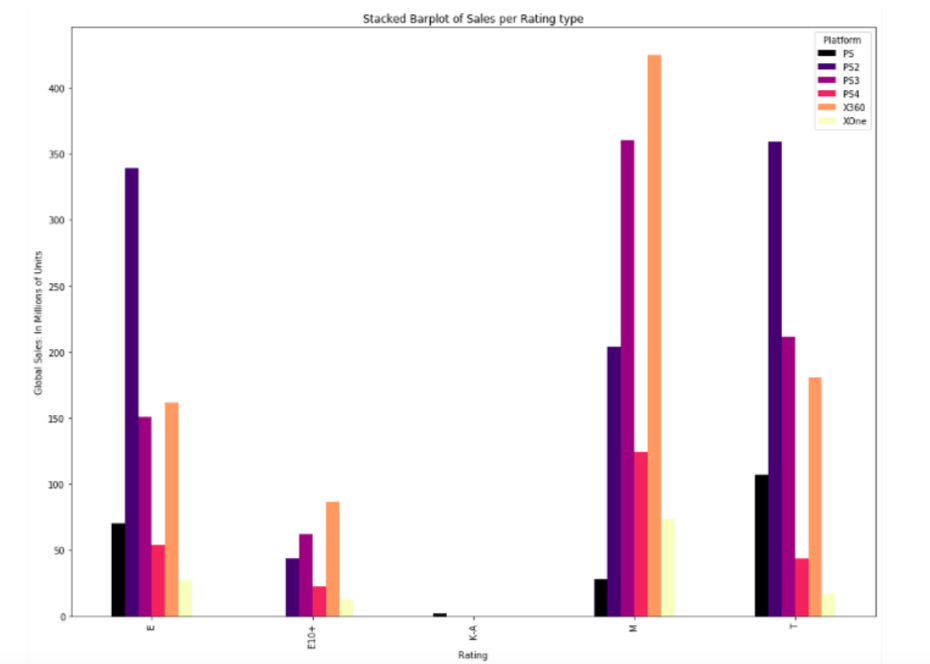 Stacked Barplot of Sales per Rating type
Platform
PS
PS2
PS3
PS4
X360
XOne
400
350
300
250
200
150
100
50
0
Global Sales: In Millions of Units
E
E10+
K-A
M
T
Rating